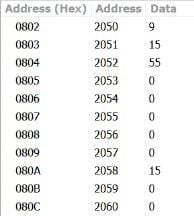 Address (Hex) Address Data
0802 2050 9
0803 2051 15
0804 2052 55
0805 2053 0
0806 2054 0
0807 2055 0
0808 2056 0
0809 2057 0
080A 2058 15
080B 2059 0
080C 2060 0